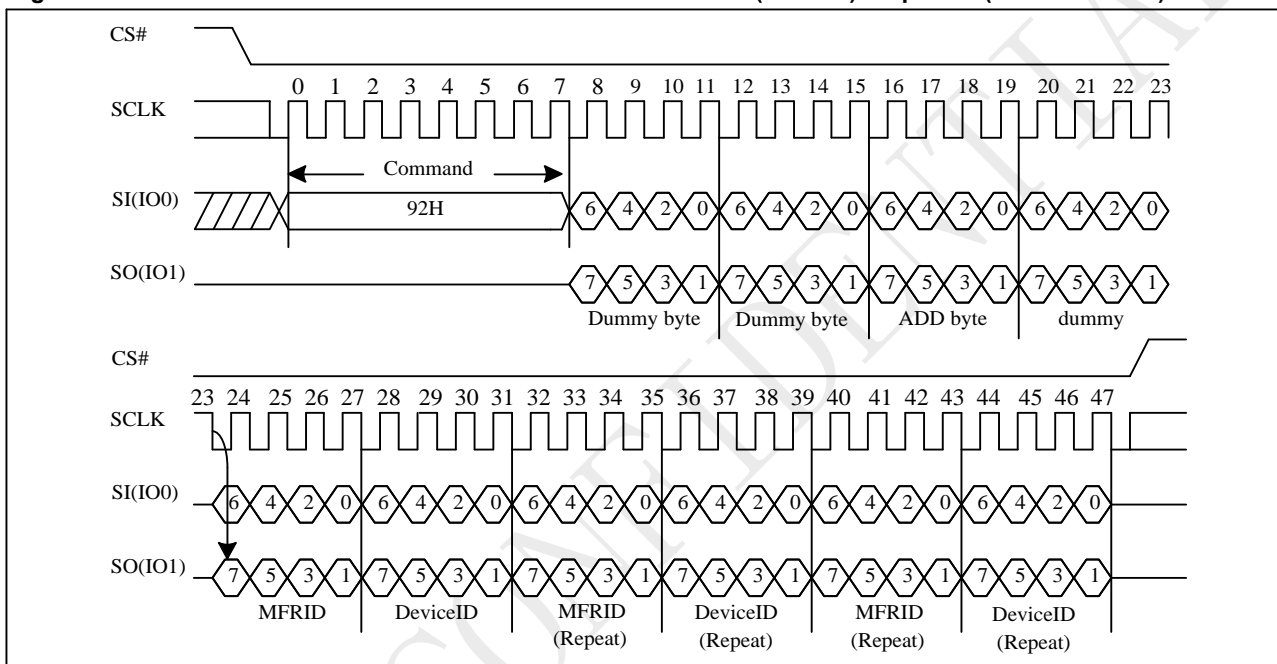 CS#
0 1 2 3 4 5 6 7 8 9 10 11 12 13 14 15 16 17 18 19 20 21 22 23
SCLK
Command
SI(IO0)
92H 6 4 2 0 6 4 2 0 6 4 2 0 6 4 2 0
SO(IO1)
7 5 3 1 7 5 3 1 7 5 3 1 7 5 3 1
Dummy byte Dummy byte ADD byte dummy
CS#
23 24 25 26 27 28 29 30 31 32 33 34 35 36 37 38 39 40 41 42 43 44 45 46 47
SCLK
SI(IO0)
6 4 2 0 6 4 2 0 6 4 2 0 6 4 2 0 6 4 2 0 6 4 2 0
SO(IO1)
7 5 3 1 7 5 3 1 7 5 3 1 7 5 3 1 7 5 3 1 7 5 3 1
MFRID DeviceID MFRID DeviceID MFRID DeviceID
(Repeat) (Repeat) (Repeat) (Repeat)